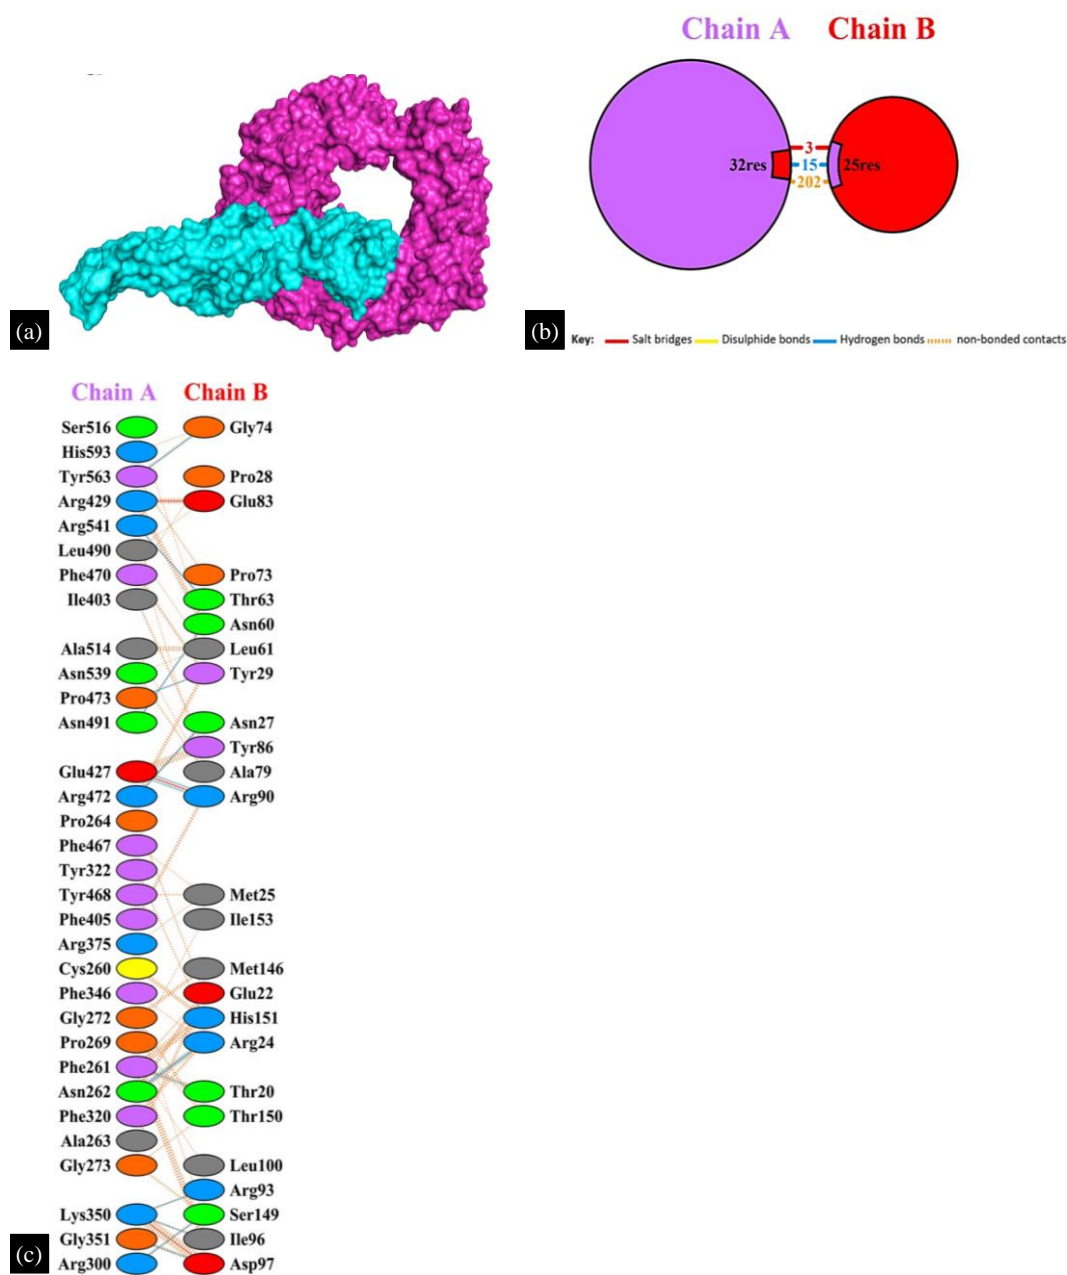 Chain A Chain B
32res 3 25res
15
202
(a)
(b) Key: Salt bridges Disulphide bonds Hydrogen bonds non-bonded contacts
Chain A Chain B
Ser516 Gly74
His593
Tyr563 Pro28
Arg429 Glu83
Arg541
Leu490
Phe470 Pro73
Ile403 Thr63
Asn60
Ala514 Leu61
Asn539 Tyr29
Pro473
Asn491 Asn27
Tyr86
Glu427 Ala79
Arg472 Arg90
Pro264
Phe467
Tyr322
Tyr468 Met25
Phe405 Ile153
Arg375
Cys260 Met146
Phe346 Glu22
Gly272 His151
Pro269 Arg24
Phe261
Asn262 Thr20
Phe320 Thr150
Ala263
Gly273 Leu100
Arg93
Lys350 Ser149
Gly351 Ile96
(c) Arg300 Asp97